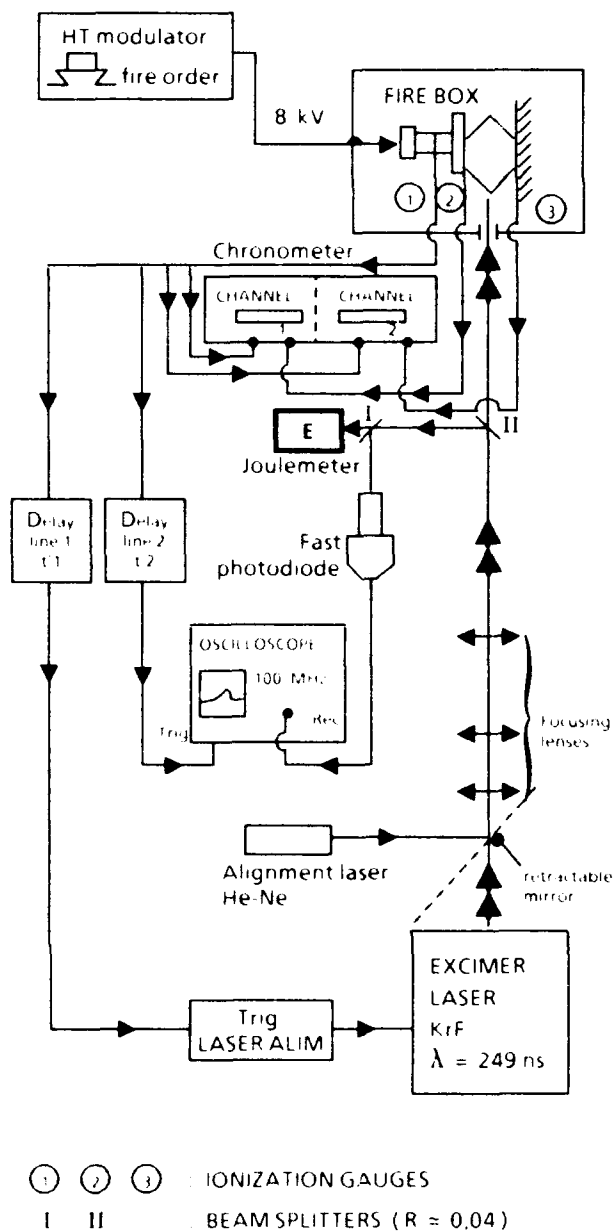 HT modulator
fire order
8 kV
FIRE BOX
1 2 3
Chronometer
CHANNEL 1
CHANNEL 2
I
II
E
Joulemeter
Delay
line 1
t'1
Delay
line 2
t'2
Fast
photodiode
OSCILLOSCOPE
100 MHz
Trig
Rec
Focusing
lenses
Alignment laser
He-Ne
retractable
mirror
EXCIMER
LASER
KrF
λ = 249 ns
Trig
LASER ALIM
1 2 3 : IONIZATION GAUGES
I II : BEAM SPLITTERS (R = 0,04)